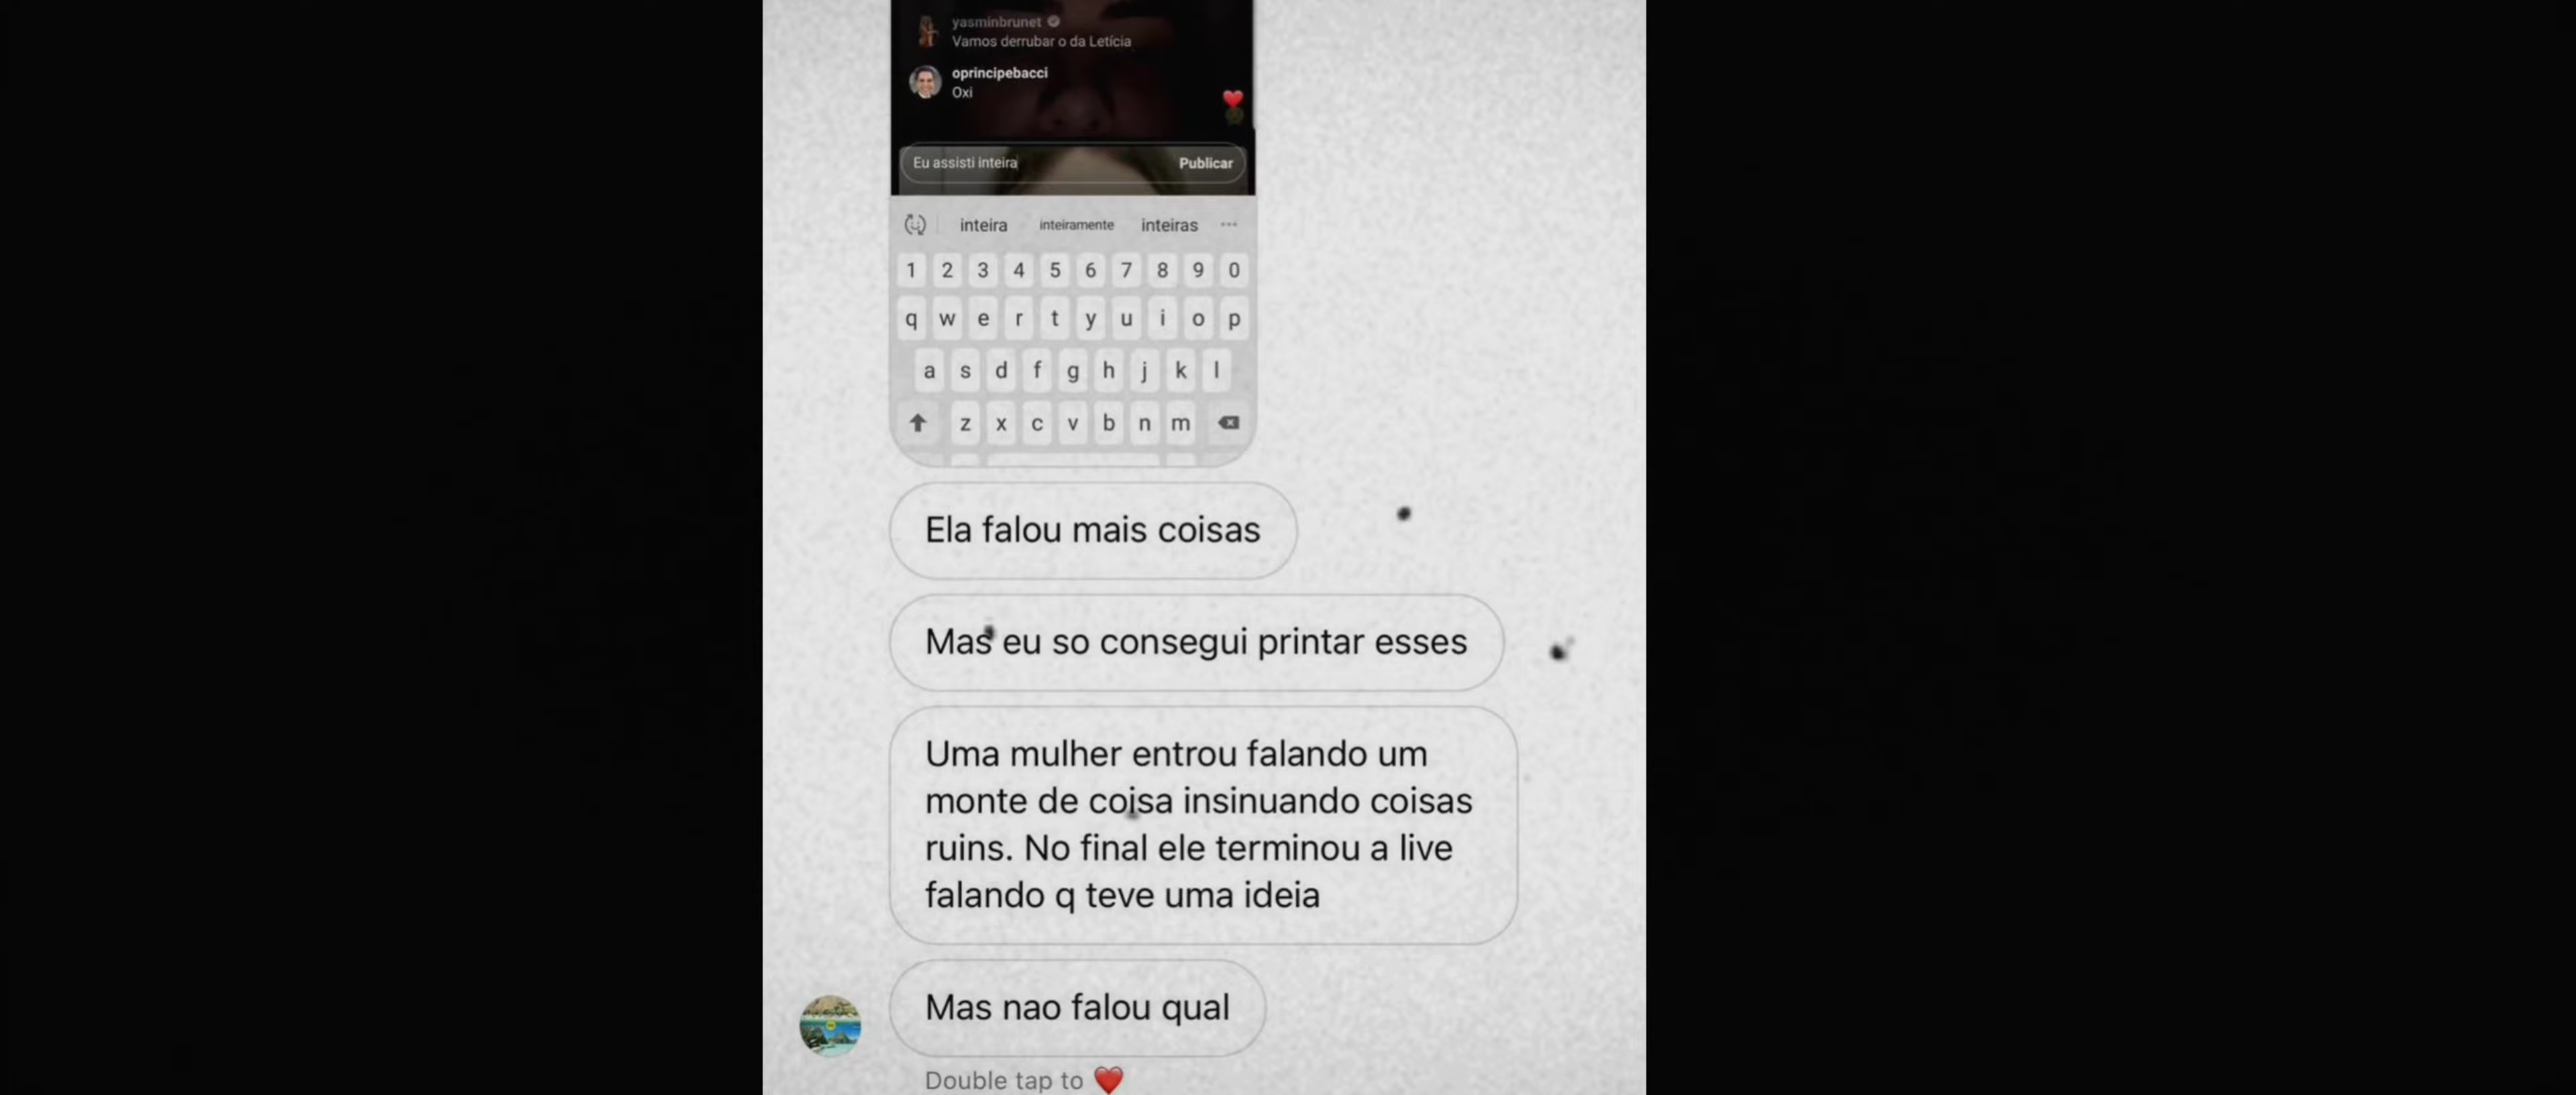 yasminbrunet
Vamos derrubar o da Letícia
oprincipebacci
Oxi
Eu assisti inteira
Publicar
inteira inteiramente inteiras
1 2 3 4 5 6 7 8 9 0
q w e r t y u i o p
a s d f g h j k l
z x c v b n m
Ela falou mais coisas
Mas eu so consegui printar esses
Uma mulher entrou falando um
monte de coisa insinuando coisas
ruins. No final ele terminou a live
falando q teve uma ideia
Mas nao falou qual
Double tap to ❤️